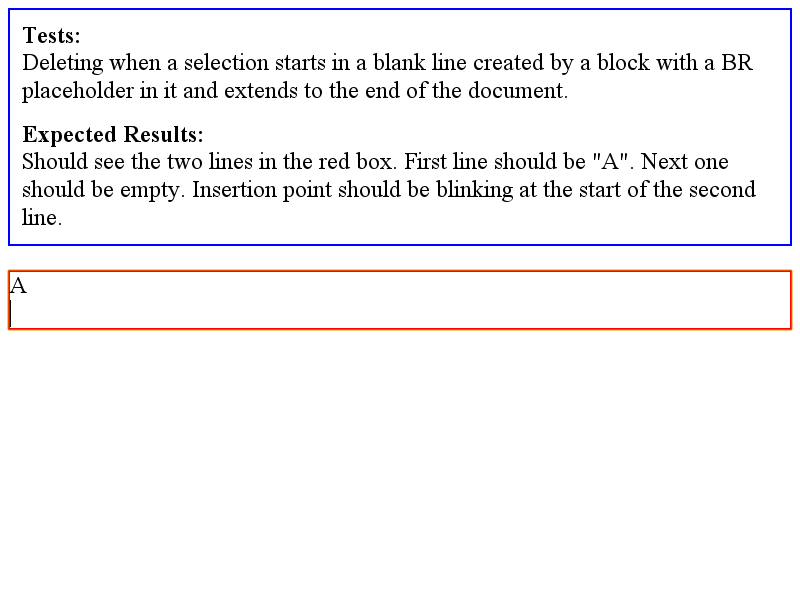 Tests:
Deleting when a selection starts in a blank line created by a block with a BR
placeholder in it and extends to the end of the document.
Expected Results:
Should see the two lines in the red box. First line should be "A". Next one
should be empty. Insertion point should be blinking at the start of the second
line.
A